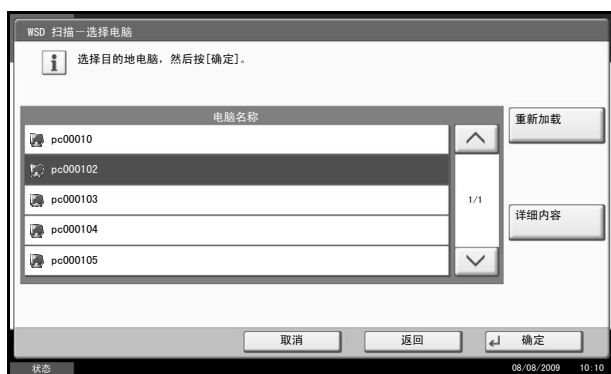 WSD 扫描－选择电脑
选择目的地电脑，然后按[确定]。
电脑名称
重新加载
pc00010
pc000102
pc000103
1/1
详细内容
pc000104
pc000105
取消
返回
确定
状态
08/08/2009 10:10